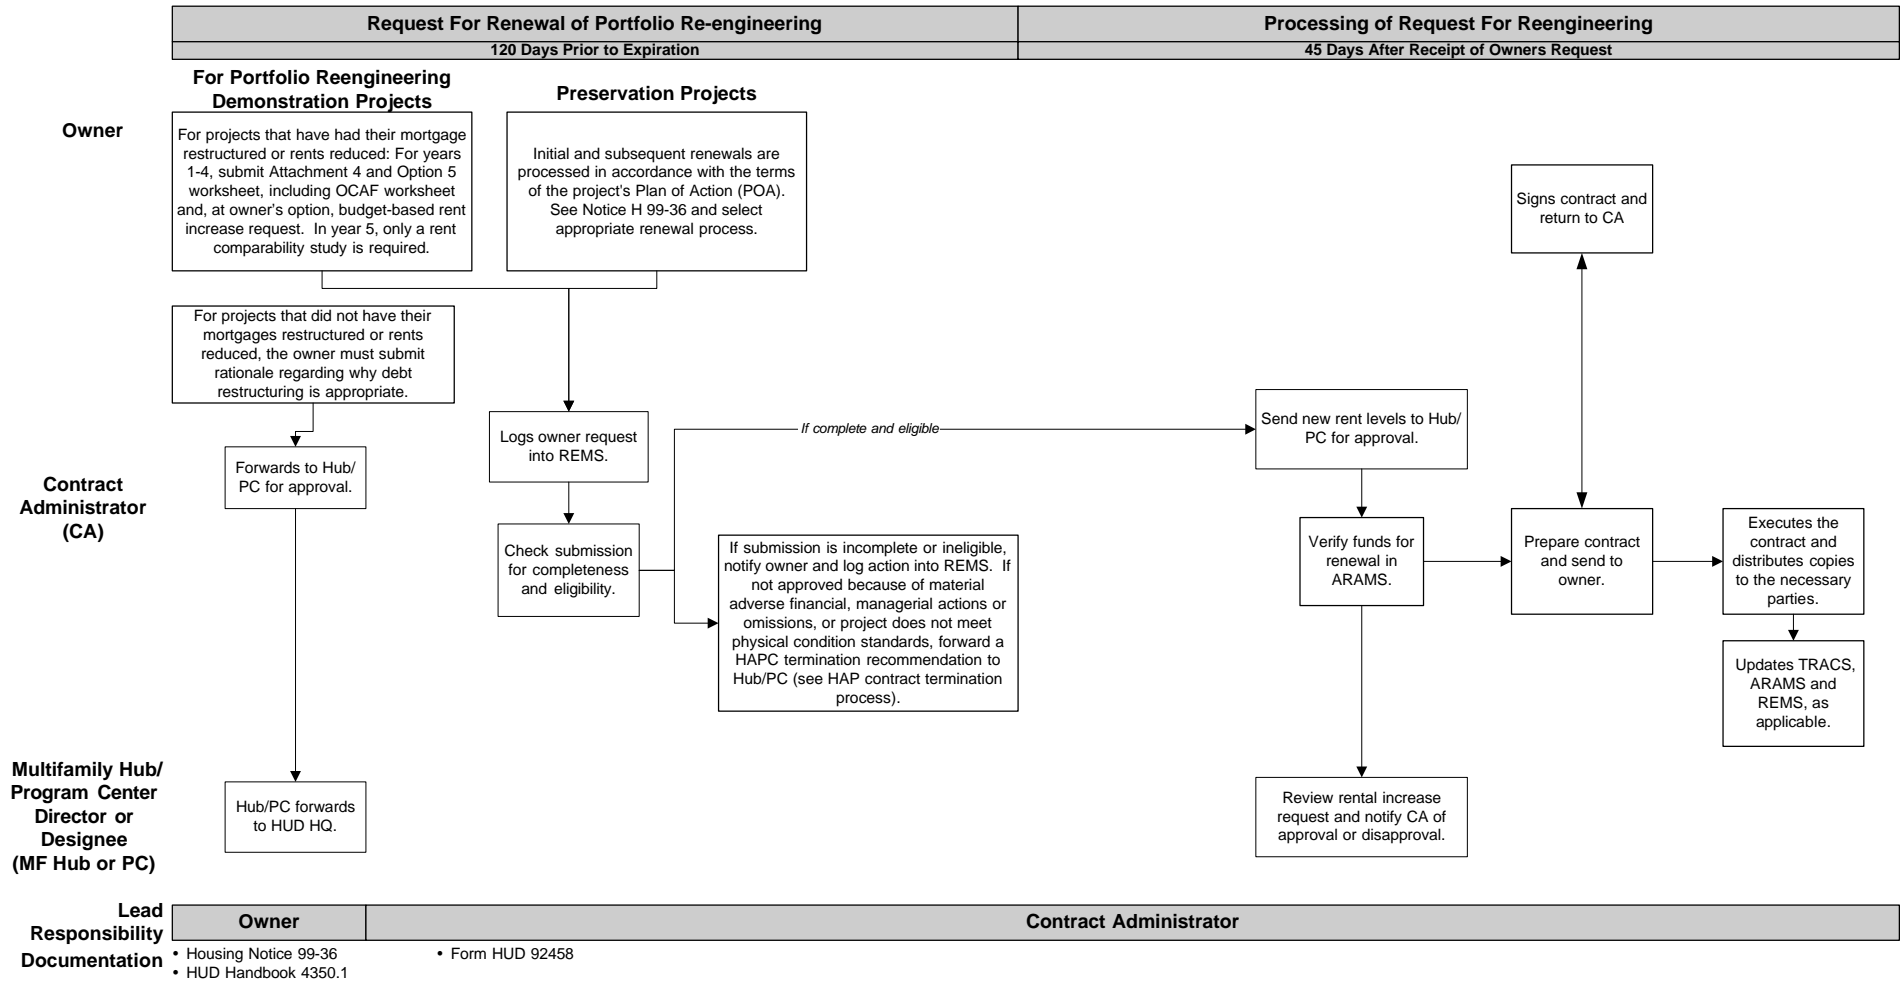 Request For Renewal of Portfolio Re-engineering
Processing of Request For Reengineering
120 Days Prior to Expiration
45 Days After Receipt of Owners Request
For Portfolio Reengineering
Demonstration Projects
Preservation Projects
Owner
For projects that have had their mortgage
restructured or rents reduced: For years
1-4, submit Attachment 4 and Option 5
worksheet, including OCAF worksheet
and, at owner's option, budget-based rent
increase request. In year 5, only a rent
comparability study is required.
Initial and subsequent renewals are
processed in accordance with the terms
of the project's Plan of Action (POA).
See Notice H 99-36 and select
appropriate renewal process.
Signs contract and
return to CA
For projects that did not have their
mortgages restructured or rents
reduced, the owner must submit
rationale regarding why debt
restructuring is appropriate.
Contract
Administrator
(CA)
Forwards to Hub/
PC for approval.
Logs owner request
into REMS.
If complete and eligible
Send new rent levels to Hub/
PC for approval.
Check submission
for completeness
and eligibility.
If submission is incomplete or ineligible,
notify owner and log action into REMS. If
not approved because of material
adverse financial, managerial actions or
omissions, or project does not meet
physical condition standards, forward a
HAPC termination recommendation to
Hub/PC (see HAP contract termination
process).
Verify funds for
renewal in
ARAMS.
Prepare contract
and send to
owner.
Executes the
contract and
distributes copies
to the necessary
parties.
Updates TRACS,
ARAMS and
REMS, as
applicable.
Multifamily Hub/
Program Center
Director or
Designee
(MF Hub or PC)
Hub/PC forwards
to HUD HQ.
Review rental increase
request and notify CA of
approval or disapproval.
Lead
Responsibility
Owner
Contract Administrator
Documentation
• Housing Notice 99-36
• HUD Handbook 4350.1
• Form HUD 92458